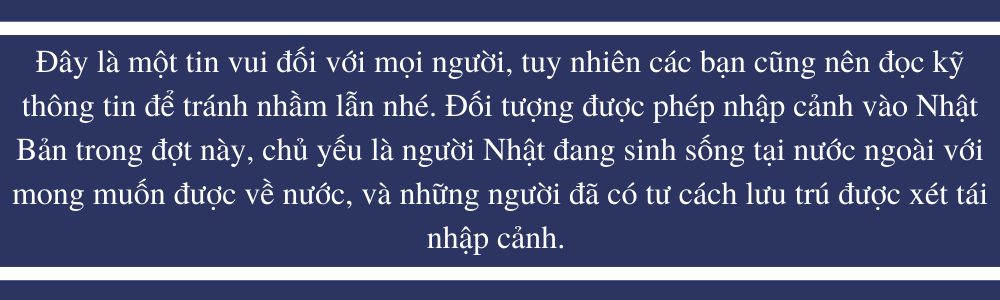 Đây là một tin vui đối với mọi người, tuy nhiên các bạn cũng nên đọc kỹ
thông tin để tránh nhầm lẫn nhé. Đối tượng được phép nhập cảnh vào Nhật
Bản trong đợt này, chủ yếu là người Nhật đang sinh sống tại nước ngoài với
mong muốn được về nước, và những người đã có tư cách lưu trú được xét tái
nhập cảnh.